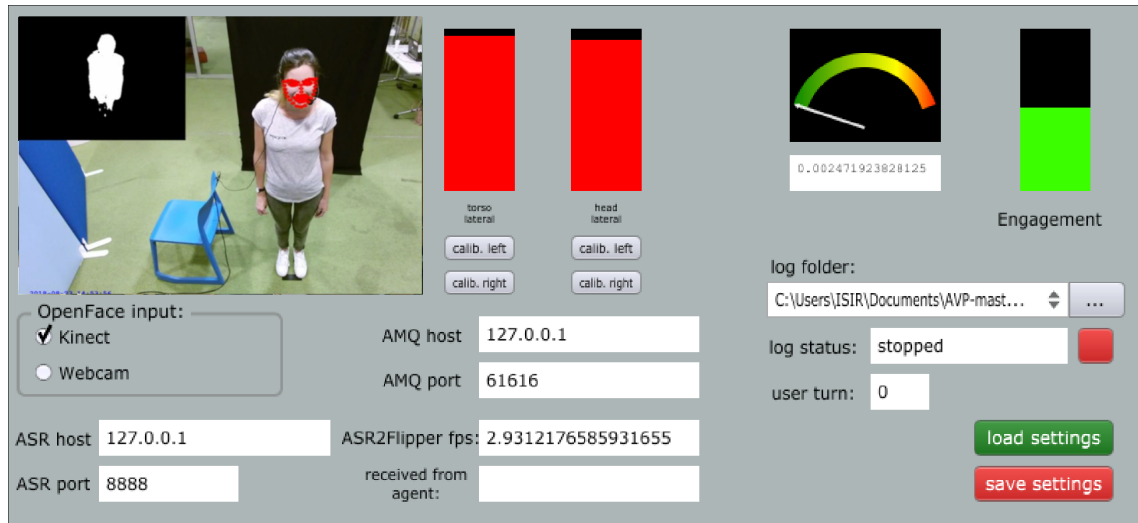 torso
lateral
head
lateral
calib. left
calib. left
calib. right
calib. right
0.002471923828125
Engagement
log folder:
C:\Users\ISIR\Documents\AVP-mast...
...
OpenFace input:
Kinect
Webcam
AMQ host 127.0.0.1
AMQ port 61616
log status: stopped
user turn: 0
ASR host 127.0.0.1
ASR2Flipper fps: 2.9312176585931655
load settings
ASR port 8888
received from
agent:
save settings